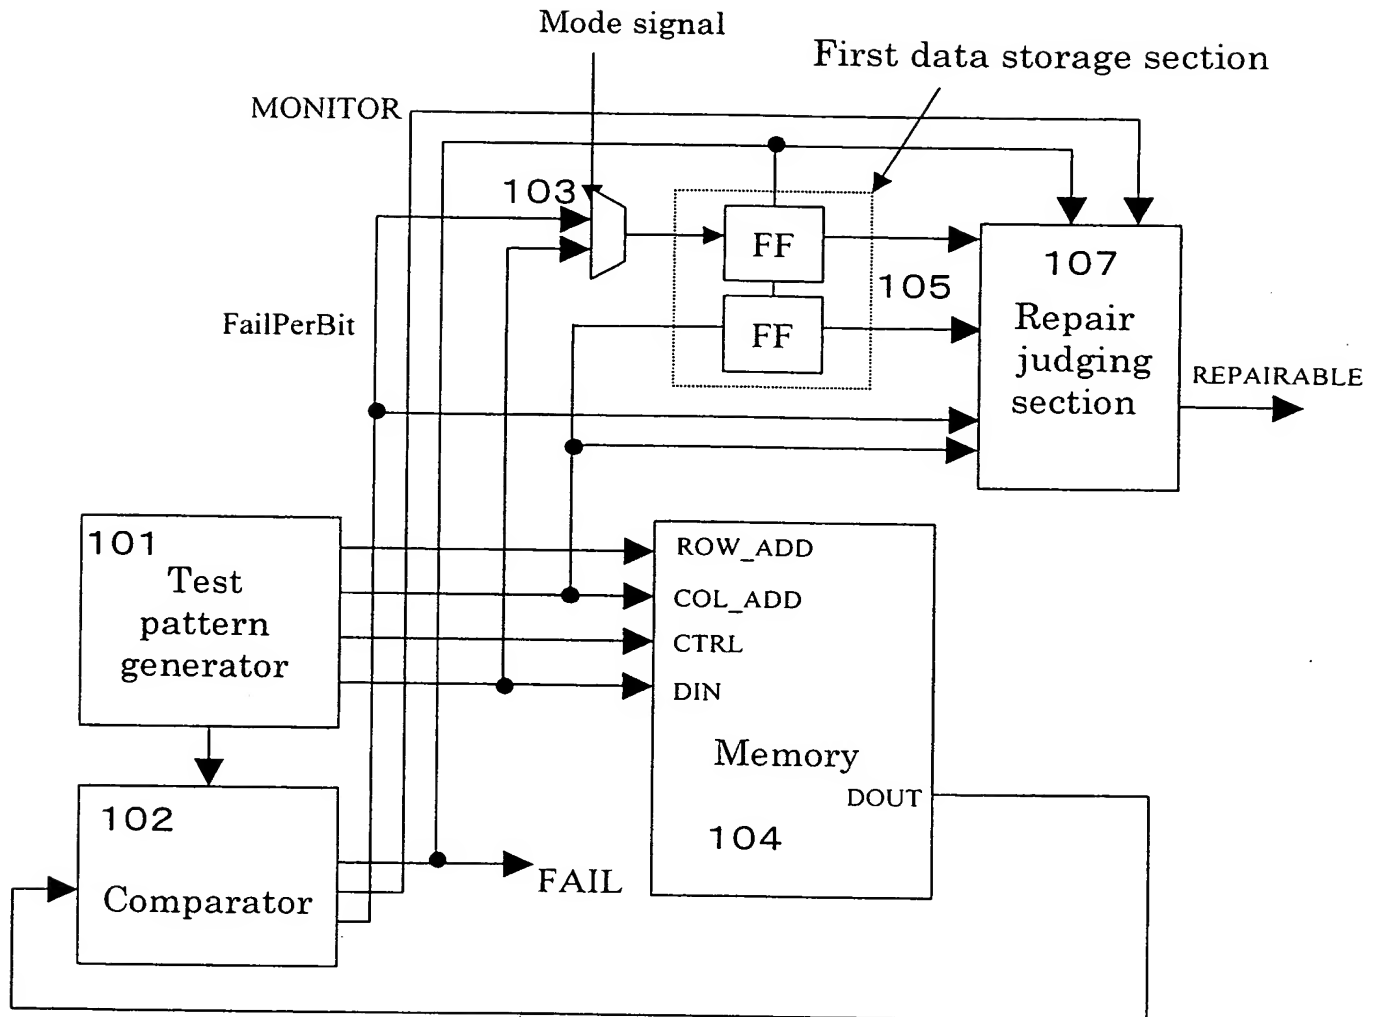 Mode signal
First data storage section
MONITOR
103
FF
105
FF
107
Repair
judging
section
FailPerBit
REPAIRABLE
101
Test
pattern
generator
ROW_ADD
COL_ADD
CTRL
DIN
Memory
DOUT
104
102
Comparator
FAIL